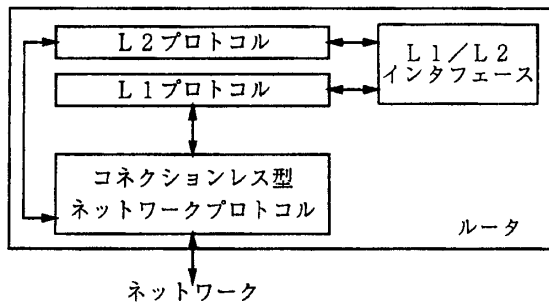 L2プロトコル
L1プロトコル
L1/L2
インタフェース
コネクションレス型
ネットワークプロトコル
ルータ
ネットワーク